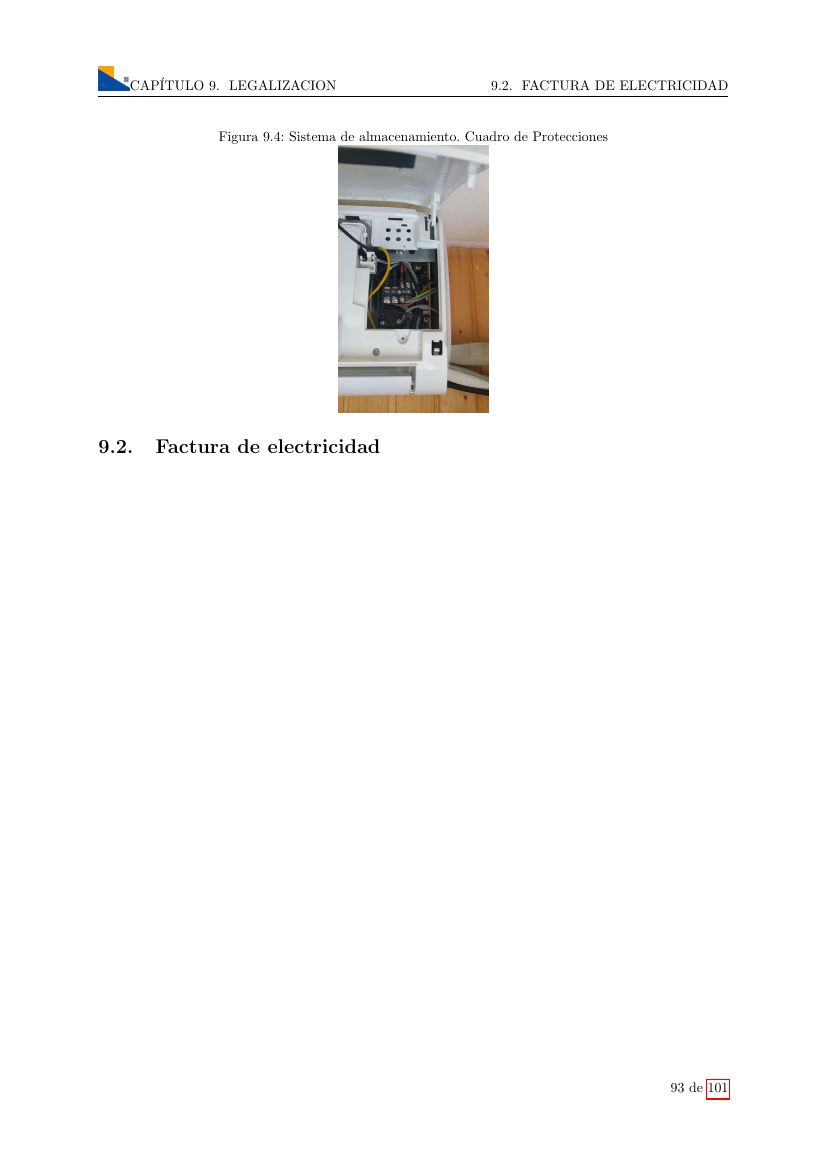 CAPÍTULO 9. LEGALIZACION 9.2. FACTURA DE ELECTRICIDAD
Figura 9.4: Sistema de almacenamiento. Cuadro de Protecciones
9.2. Factura de electricidad
93 de 101